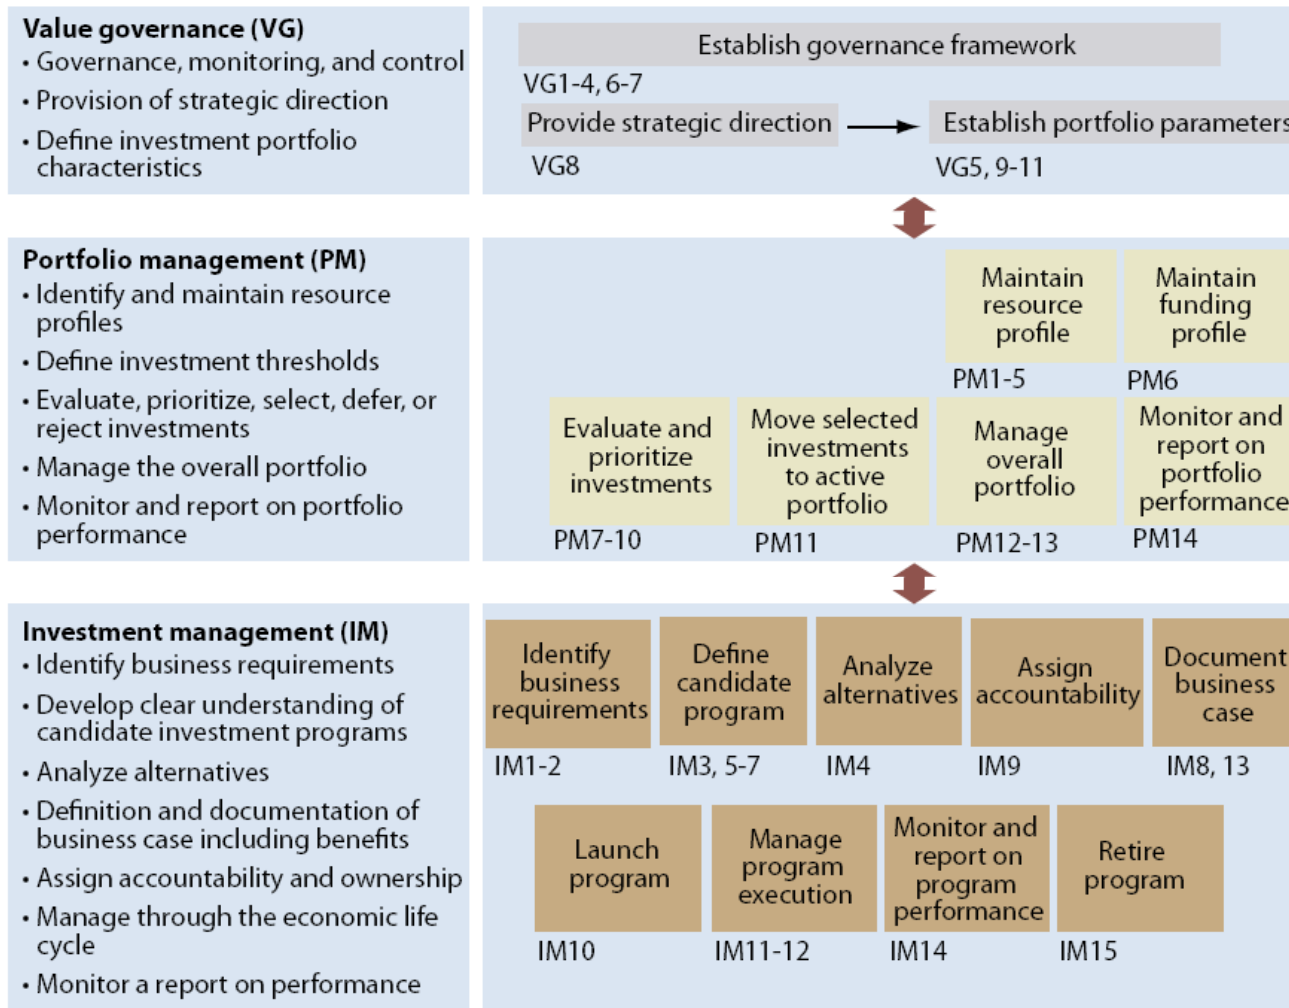 Value governance (VG)
• Governance, monitoring, and control
• Provision of strategic direction
• Define investment portfolio
characteristics
Establish governance framework
VG1-4, 6-7
Provide strategic direction
VG8
Establish portfolio parameters
VG5, 9-11
Portfolio management (PM)
• Identify and maintain resource
profiles
• Define investment thresholds
• Evaluate, prioritize, select, defer, or
reject investments
• Manage the overall portfolio
• Monitor and report on portfolio
performance
Maintain
resource
profile
PM1-5
Maintain
funding
profile
PM6
Evaluate and
prioritize
investments
PM7-10
Move selected
investments
to active
portfolio
PM11
Manage
overall
portfolio
PM12-13
Monitor and
report on
portfolio
performance
PM14
Investment management (IM)
• Identify business requirements
• Develop clear understanding of
candidate investment programs
• Analyze alternatives
• Definition and documentation of
business case including benefits
• Assign accountability and ownership
• Manage through the economic life
cycle
• Monitor a report on performance
Identify
business
requirements
IM1-2
Define
candidate
program
IM3, 5-7
Analyze
alternatives
IM4
Assign
accountability
IM9
Document
business
case
IM8, 13
Launch
program
IM10
Manage
program
execution
IM11-12
Monitor and
report on
program
performance
IM14
Retire
program
IM15